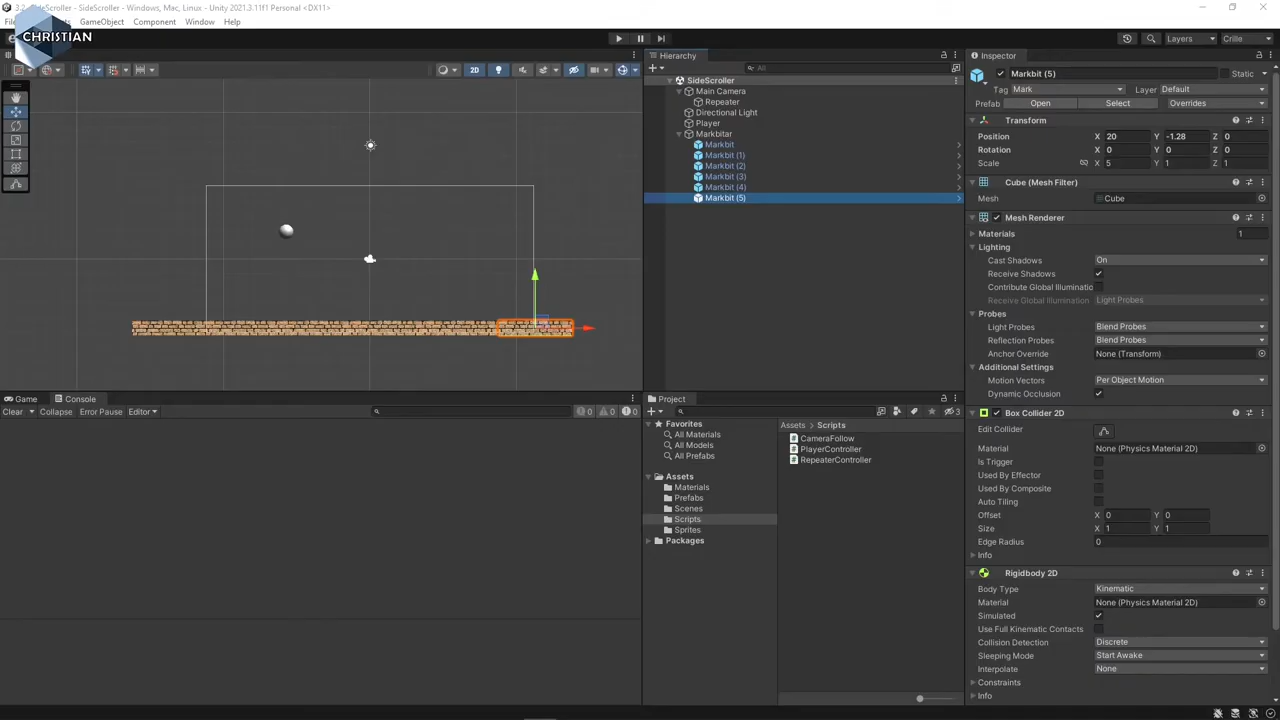 3.2 - SideScroller - SideScroller - Windows, Mac, Linux - Unity 2021.3.11f1 Personal <DX11>
CHRISTIAN
GameObject Component Window Help
Layers Crille
Hierarchy
All
SideScroller
Main Camera
Repeater
Directional Light
Player
Markbitar
Markbit
Markbit (1)
Markbit (2)
Markbit (3)
Markbit (4)
Markbit (5)
2D
Game Console
Clear Collapse Error Pause Editor
0 0 0
Project
3
Favorites
All Materials
All Models
All Prefabs
Assets
Materials
Prefabs
Scenes
Scripts
Sprites
Packages
Assets Scripts
CameraFollow
PlayerController
RepeaterController
Inspector
Markbit (5) Static
Tag Mark Layer Default
Prefab Open Select Overrides
Transform
Position X 20 Y -1.28 Z 0
Rotation X 0 Y 0 Z 0
Scale X 5 Y 1 Z 1
Cube (Mesh Filter)
Mesh Cube
Mesh Renderer
Materials 1
Lighting
Cast Shadows On
Receive Shadows
Contribute Global Illuminatio
Receive Global Illumination Light Probes
Probes
Light Probes Blend Probes
Reflection Probes Blend Probes
Anchor Override None (Transform)
Additional Settings
Motion Vectors Per Object Motion
Dynamic Occlusion
Box Collider 2D
Edit Collider
Material None (Physics Material 2D)
Is Trigger
Used By Effector
Used By Composite
Auto Tiling
Offset X 0 Y 0
Size X 1 Y 1
Edge Radius 0
Info
Rigidbody 2D
Body Type Kinematic
Material None (Physics Material 2D)
Simulated
Use Full Kinematic Contacts
Collision Detection Discrete
Sleeping Mode Start Awake
Interpolate None
Constraints
Info